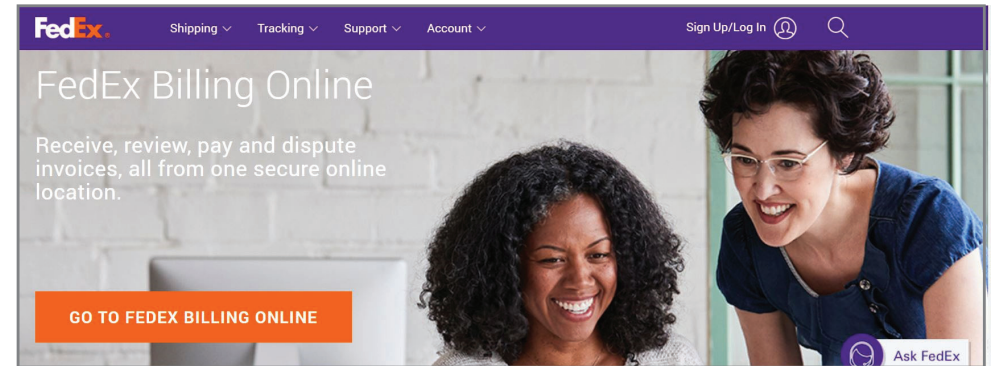 FedEx®
Shipping
Tracking
Support
Account
Sign Up/Log In
FedEx Billing Online
Receive, review, pay and dispute
invoices, all from one secure online
location.
GO TO FEDEX BILLING ONLINE
Ask FedEx